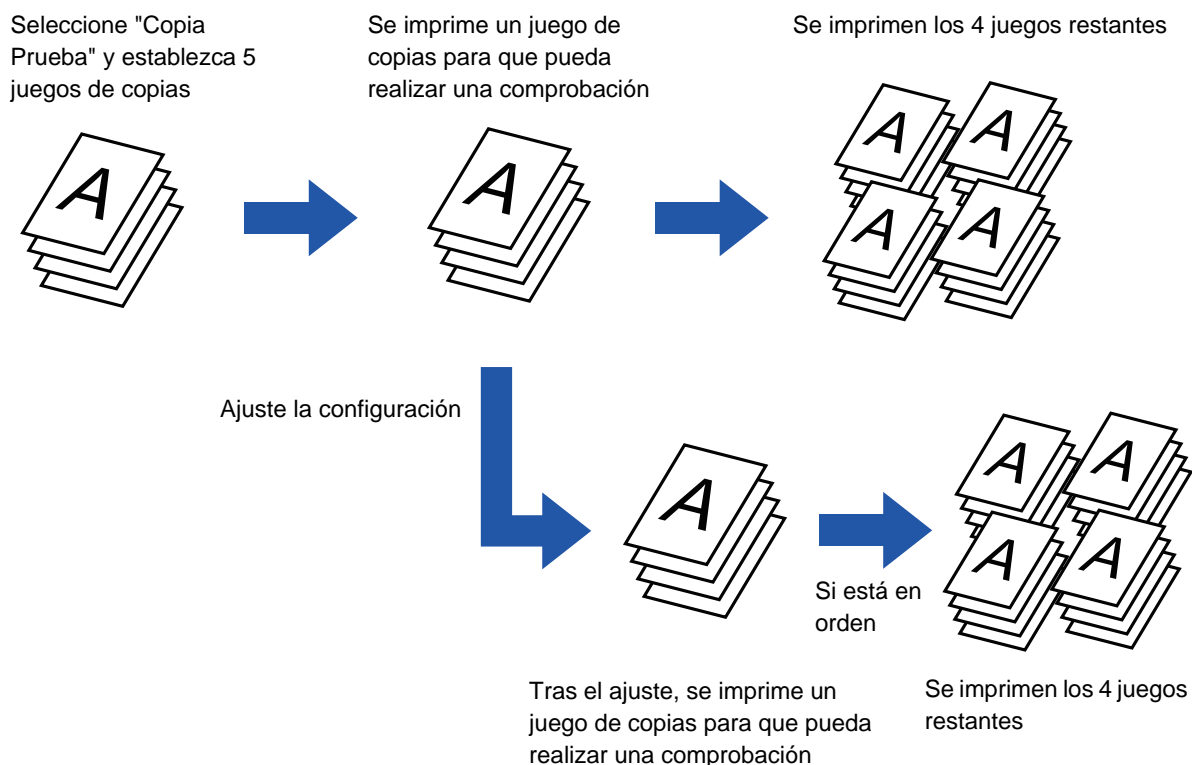 Seleccione "Copia
Prueba" y establezca 5
juegos de copias
Se imprime un juego de
copias para que pueda
realizar una comprobación
Se imprimen los 4 juegos restantes
A
A
A
A
A
A
Ajuste la configuración
A
A
A
A
A
Si está en
orden
Tras el ajuste, se imprime un
juego de copias para que pueda
realizar una comprobación
Se imprimen los 4 juegos
restantes